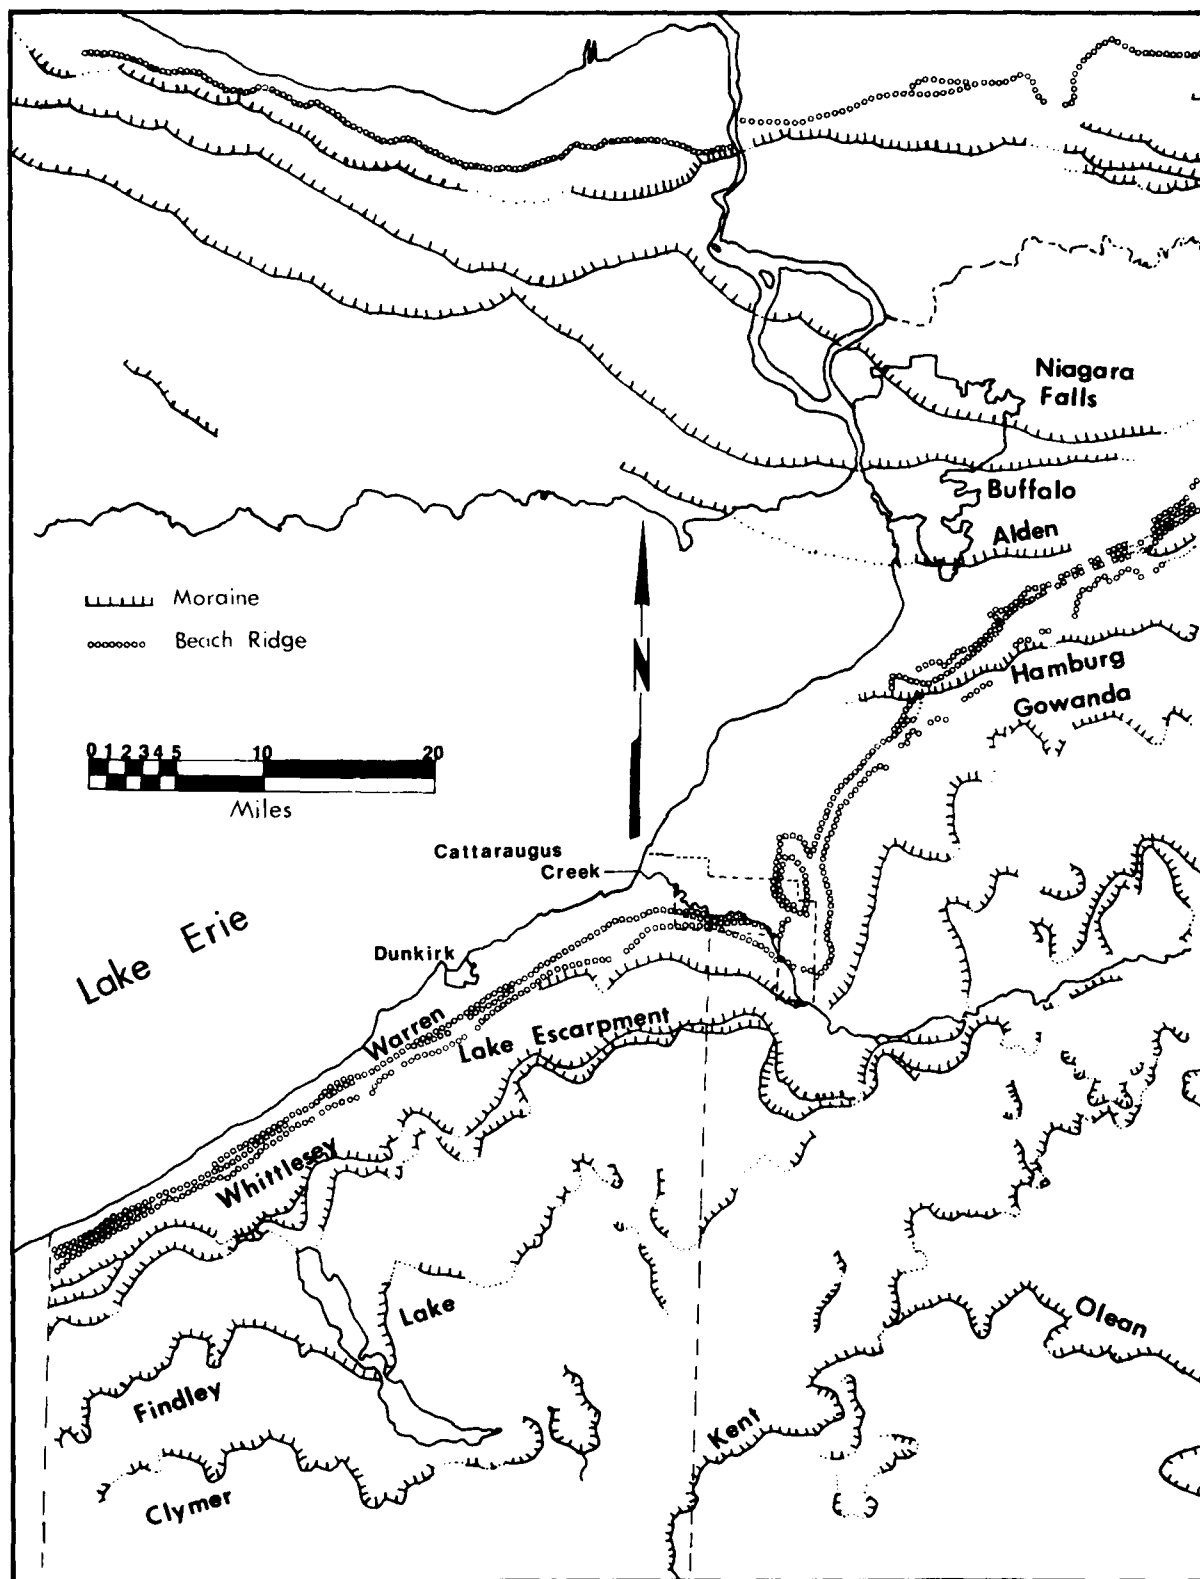 Niagara
Falls
Buffalo
Alden
Moraine
Beach Ridge
N
Hamburg
Gowanda
0 1 2 3 4 5 10 20
Miles
Cattaraugus
Creek
Lake Erie
Dunkirk
Warren
Lake Escarpment
Whittlesey
Lake
Olean
Findley
Kent
Clymer